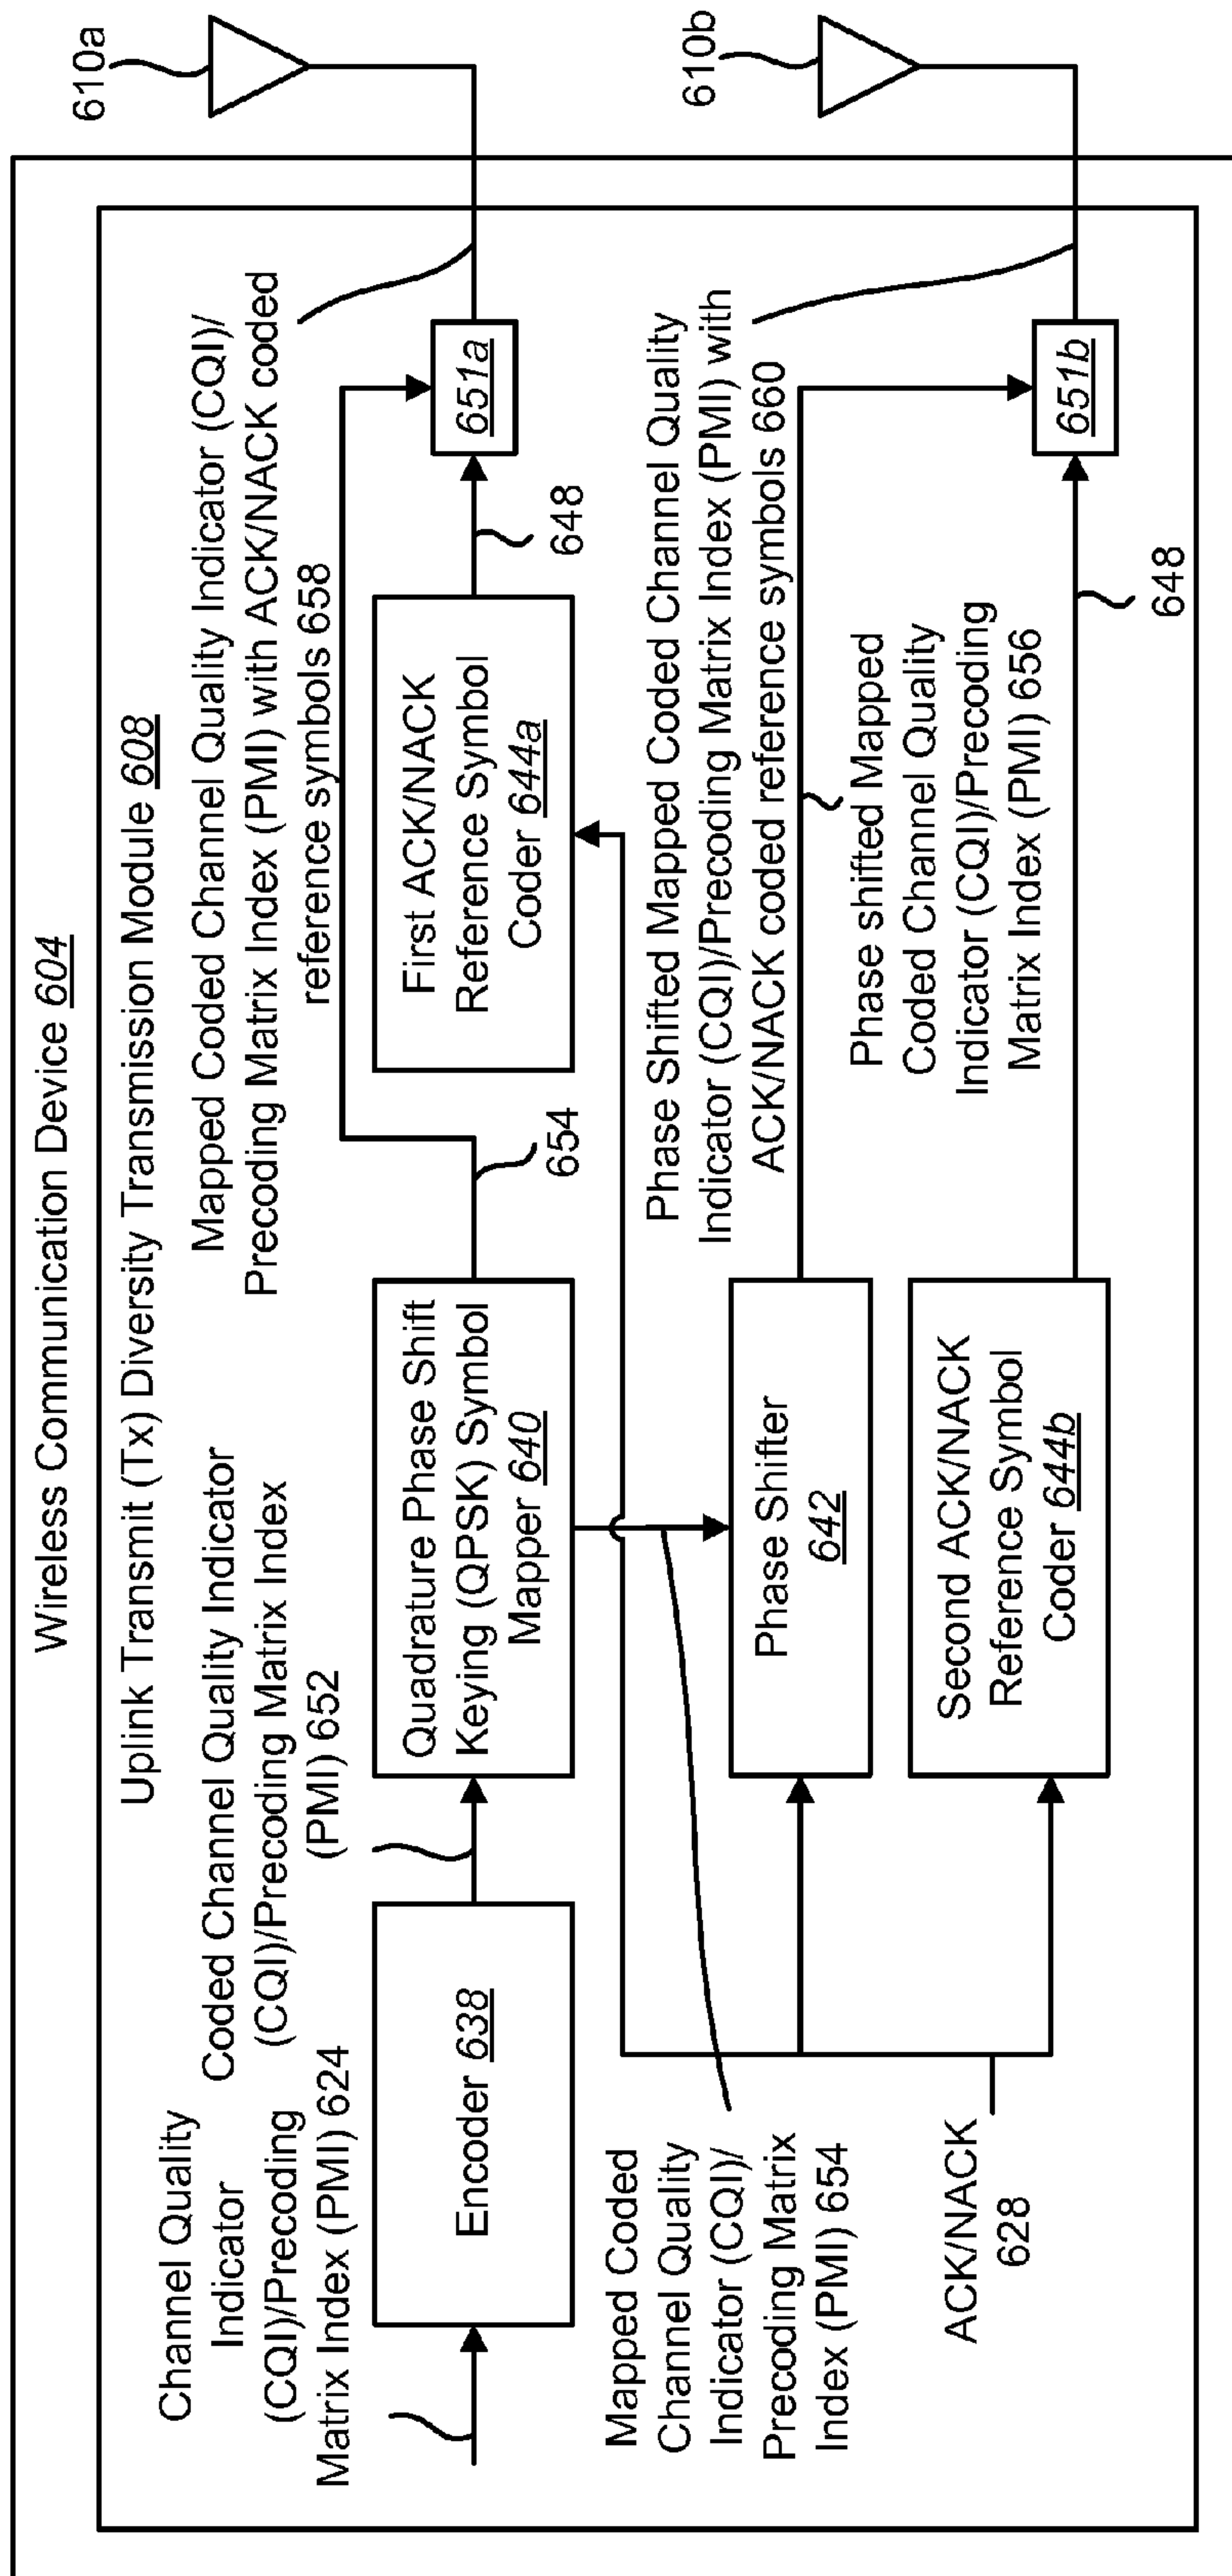 Wireless Communication Device 604
Uplink Transmit (Tx) Diversity Transmission Module 608
Channel Quality
Indicator
(CQI)/Precoding
Matrix Index (PMI) 624
Encoder 638
Coded Channel Quality Indicator
(CQI)/Precoding Matrix Index
(PMI) 652
Quadrature Phase Shift
Keying (QPSK) Symbol
Mapper 640
654
Mapped Coded Channel Quality Indicator (CQI)/
Precoding Matrix Index (PMI) with ACK/NACK coded
reference symbols 658
First ACK/NACK
Reference Symbol
Coder 644a
648
651a
610a
Mapped Coded
Channel Quality
Indicator (CQI)/
Precoding Matrix
Index (PMI) 654
Phase Shifter
642
Phase Shifted Mapped Coded Channel Quality
Indicator (CQI)/Precoding Matrix Index (PMI) with
ACK/NACK coded reference symbols 660
Phase shifted Mapped
Coded Channel Quality
Indicator (CQI)/Precoding
Matrix Index (PMI) 656
ACK/NACK
628
Second ACK/NACK
Reference Symbol
Coder 644b
648
651b
610b